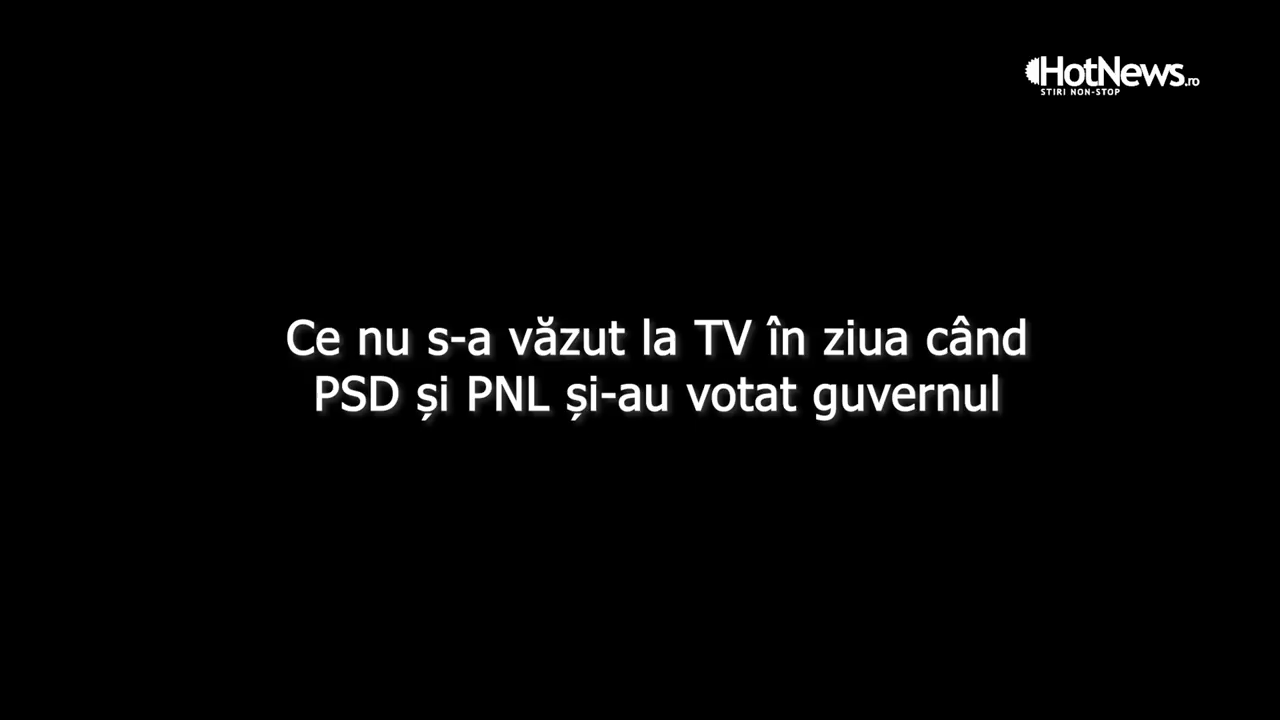 HotNews.ro
STIRI NON-STOP
Ce nu s-a văzut la TV în ziua când
PSD și PNL și-au votat guvernul